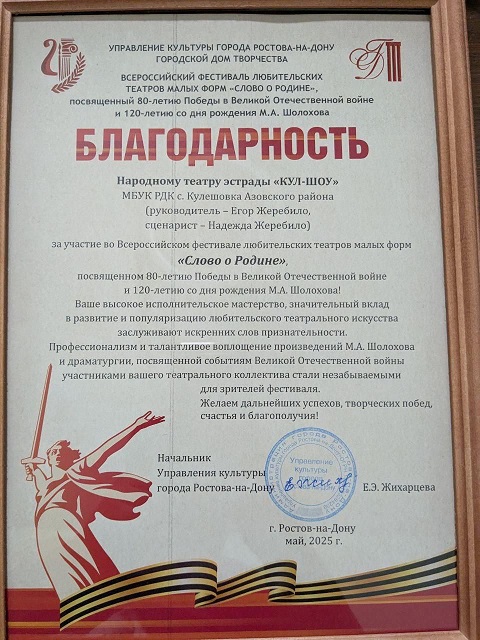 УПРАВЛЕНИЕ КУЛЬТУРЫ ГОРОДА РОСТОВА-НА-ДОНУ
ГОРОДСКОЙ ДОМ ТВОРЧЕСТВА
ВСЕРОССИЙСКИЙ ФЕСТИВАЛЬ ЛЮБИТЕЛЬСКИХ
ТЕАТРОВ МАЛЫХ ФОРМ «СЛОВО О РОДИНЕ»,
посвященный 80-летию Победы в Великой Отечественной войне
и 120-летию со дня рождения М.А. Шолохова
БЛАГОДАРНОСТЬ
Народному театру эстрады «КУЛ-ШОУ»
МБУК РДК с. Кулешовка Азовского района
(руководитель – Егор Жеребило,
сценарист – Надежда Жеребило)
за участие во Всероссийском фестивале любительских театров малых форм
«Слово о Родине»,
посвященном 80-летию Победы в Великой Отечественной войне
и 120-летию со дня рождения М.А. Шолохова!
Ваше высокое исполнительское мастерство, значительный вклад
в развитие и популяризацию любительского театрального искусства
заслуживают искренних слов признательности.
Профессионализм и талантливое воплощение произведений М.А. Шолохова
и драматургии, посвященной событиям Великой Отечественной войны
участниками вашего театрального коллектива стали незабываемыми
для зрителей фестиваля.
Желаем дальнейших успехов, творческих побед,
счастья и благополучия!
Начальник
Управления культуры
города Ростова-на-Дону
Е.Э. Жихарцева
Управление
культуры
г. Ростов-на-Дону
май, 2025 г.